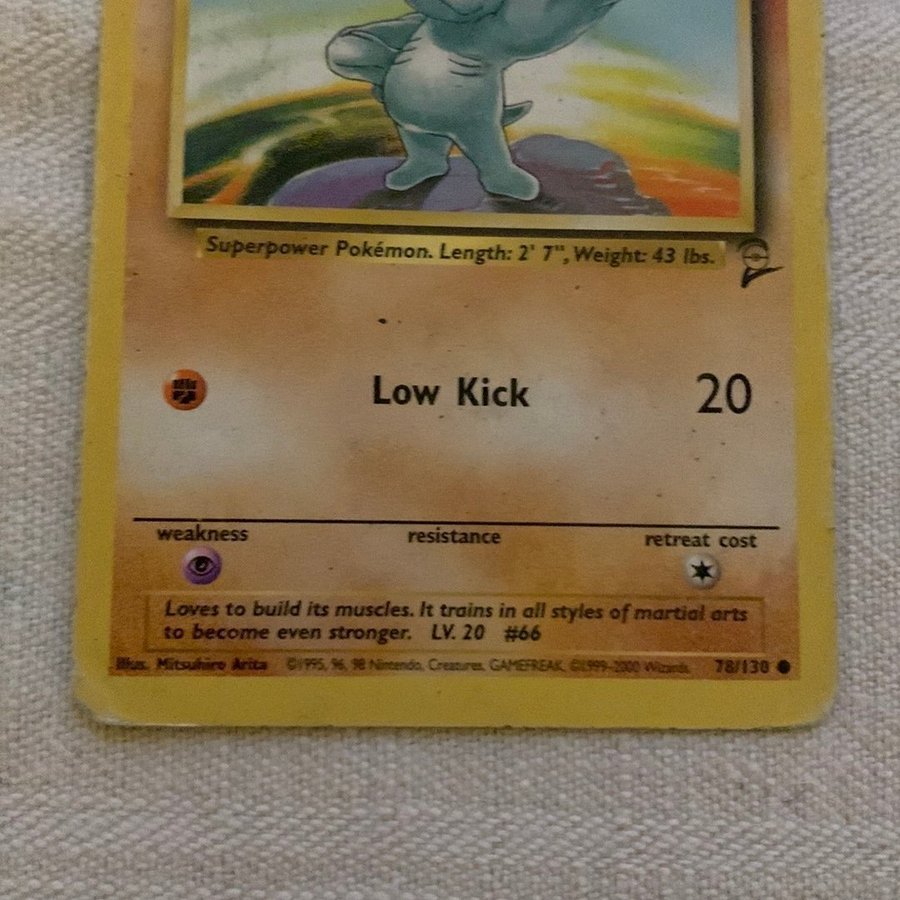 Superpower Pokémon. Length: 2' 7", Weight: 43 lbs.
Low Kick 20
weakness resistance retreat cost
Loves to build its muscles. It trains in all styles of martial arts
to become even stronger. LV. 20 #66
Illus. Mitsuhiro Arita ©1995, 96, 98 Nintendo, Creatures, GAMEFREAK, ©1999-2000 Wizards. 78/130